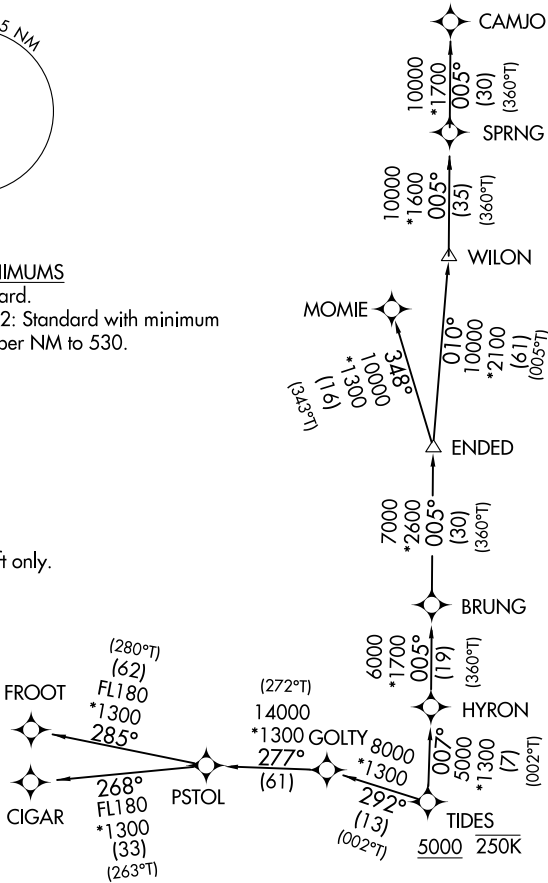 5 NM
CAMJO
10000
*1700
005°
(30)
(360°T)
SPRNG
10000
*1600
005°
(35)
(360°T)
WILON
NIMUMS
ard.
2: Standard with minimum
per NM to 530.
MOMIE
348°
10000
*1300
(16)
(343°T)
010°
10000
*2100
(61)
(005°T)
ENDED
7000
*2600
005°
(30)
(360°T)
ft only.
BRUNG
6000
*1700
005°
(19)
(360°T)
HYRON
007°
5000
*1300
(7)
(002°T)
TIDES
5000 250K
8000
*1300
292°
(13)
(002°T)
GOLTY
(272°T)
14000
*1300
277°
(61)
PSTOL
(280°T)
(62)
FL180
*1300
285°
FROOT
268°
FL180
*1300
(33)
(263°T)
CIGAR